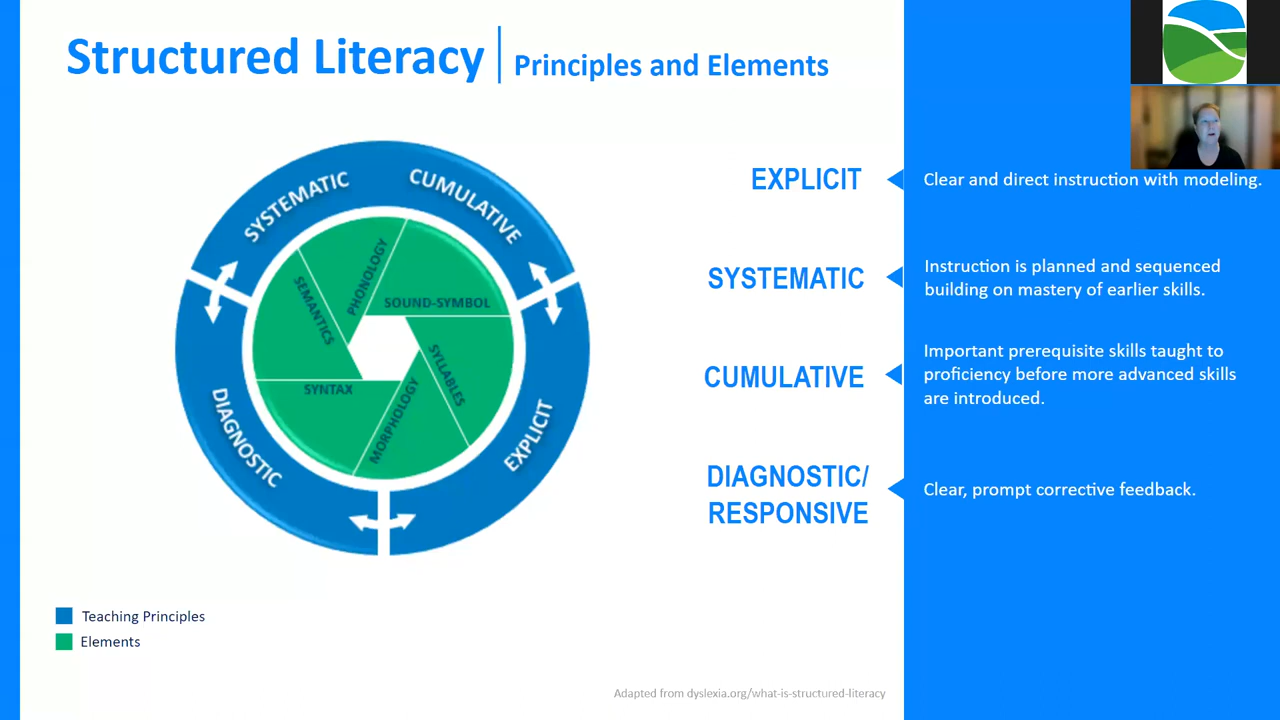 Structured Literacy
Principles and Elements
SYSTEMATIC
CUMULATIVE
DIAGNOSTIC
EXPLICIT
SEMANTICS
PHONOLOGY
SOUND-SYMBOL
SYLLABLES
MORPHOLOGY
SYNTAX
EXPLICIT
Clear and direct instruction with modeling.
SYSTEMATIC
Instruction is planned and sequenced
building on mastery of earlier skills.
CUMULATIVE
Important prerequisite skills taught to
proficiency before more advanced skills
are introduced.
DIAGNOSTIC/
RESPONSIVE
Clear, prompt corrective feedback.
Teaching Principles
Elements
Adapted from dyslexia.org/what-is-structured-literacy